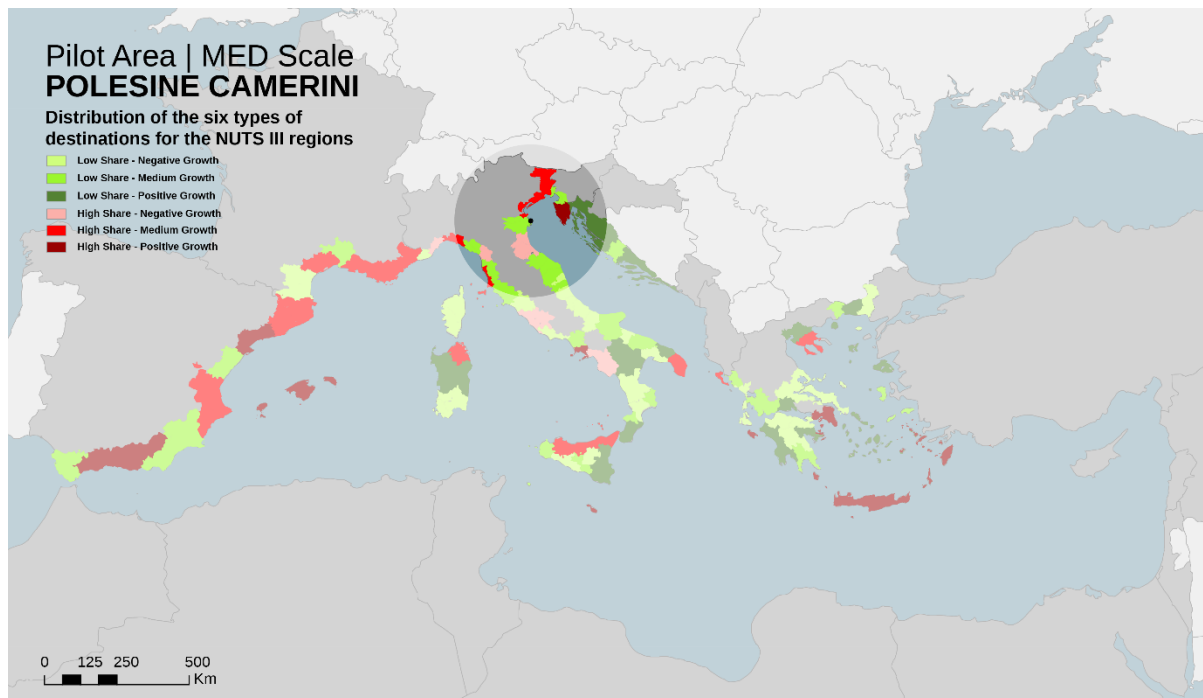 Pilot Area | MED Scale
POLESINE CAMERINI
Distribution of the six types of
destinations for the NUTS III regions
Low Share - Negative Growth
Low Share - Medium Growth
Low Share - Positive Growth
High Share - Negative Growth
High Share - Medium Growth
High Share - Positive Growth
0 125 250 500
Km